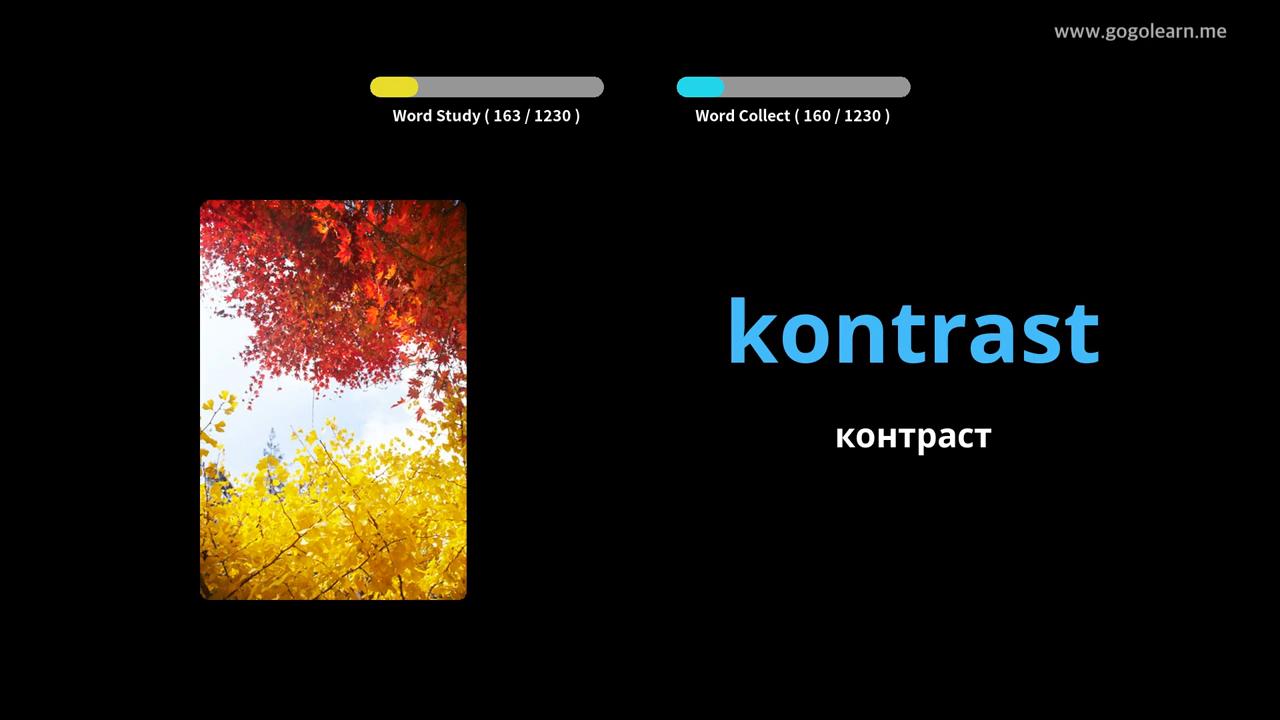 www.gogolearn.me
Word Study ( 163 / 1230 )
Word Collect ( 160 / 1230 )
kontrast
контраст